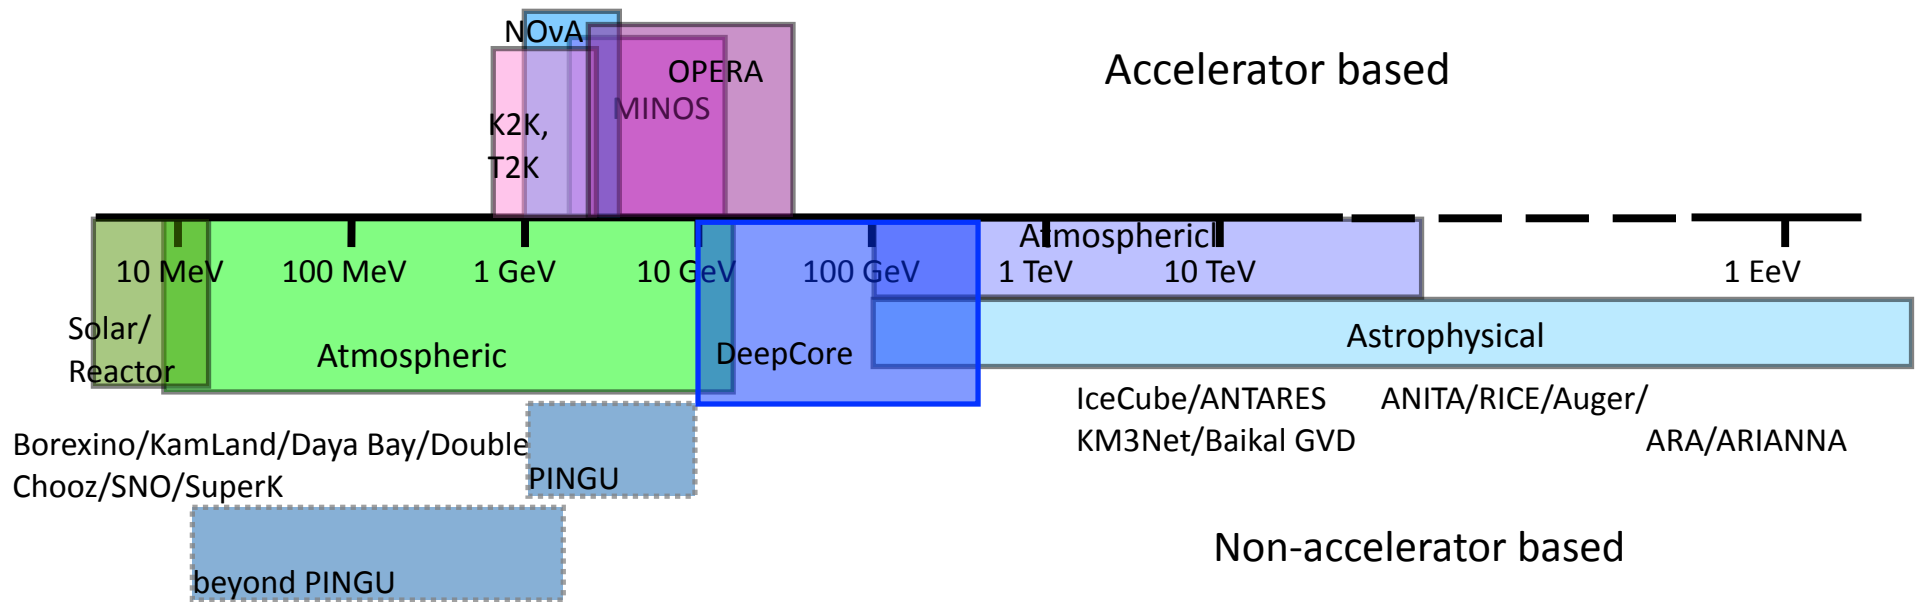 NOvA
Accelerator based
OPERA
MINOS
K2K,
T2K
Atmospheric
10 MeV
100 MeV
1 GeV
10 GeV
100 GeV
1 TeV
10 TeV
1 EeV
Solar/
Reactor
Atmospheric
DeepCore
Astrophysical
IceCube/ANTARES
KM3Net/Baikal GVD
ANITA/RICE/Auger/
ARA/ARIANNA
Borexino/KamLand/Daya Bay/Double
Chooz/SNO/SuperK
PINGU
Non-accelerator based
beyond PINGU